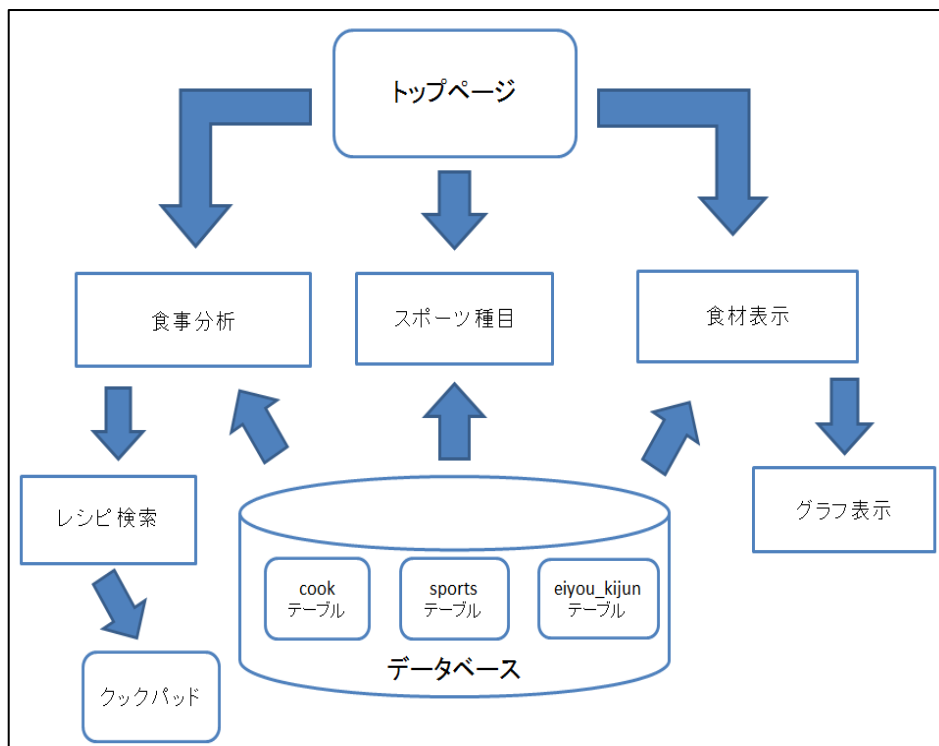 トップページ
食事分析
スポーツ種目
食材表示
レシピ検索
グラフ表示
cook
テーブル
sports
テーブル
eiyou_kijun
テーブル
データベース
クックパッド